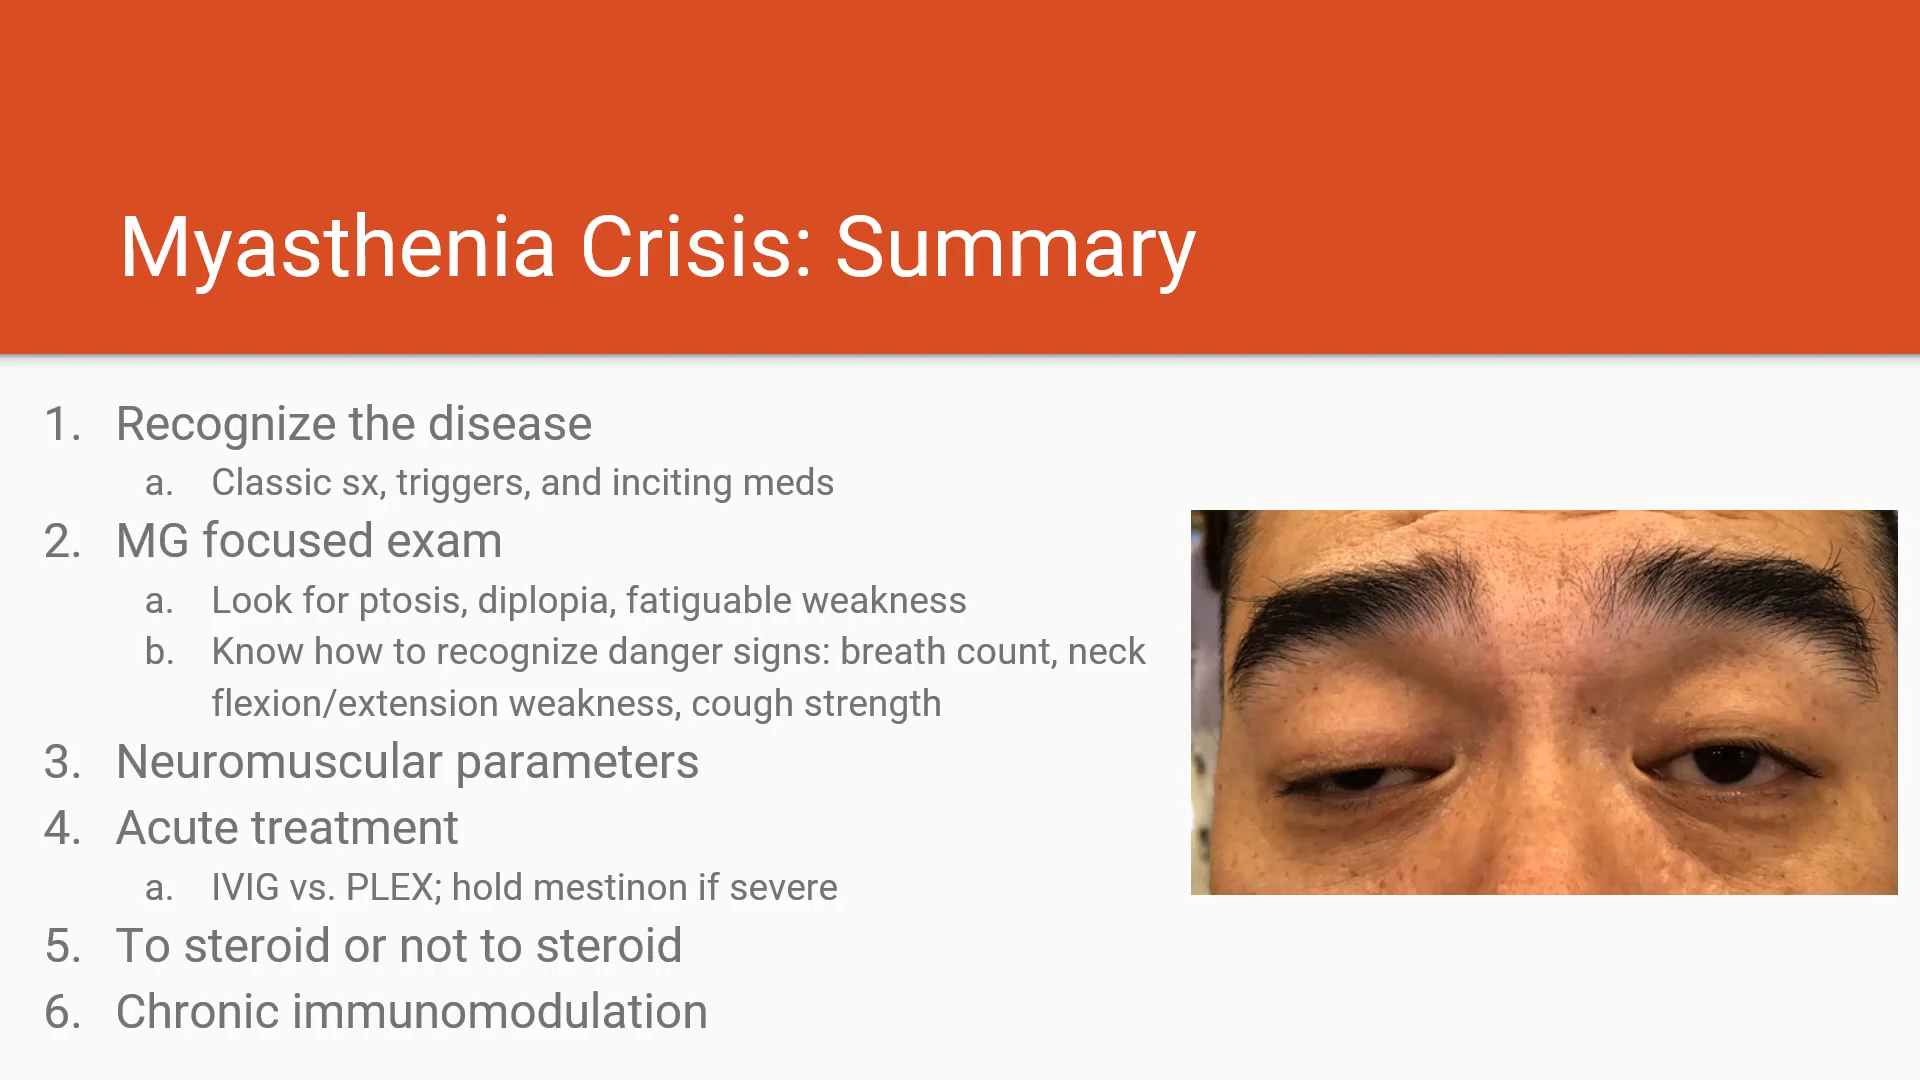 Myasthenia Crisis: Summary
1. Recognize the disease
a. Classic sx, triggers, and inciting meds
2. MG focused exam
a. Look for ptosis, diplopia, fatiguable weakness
b. Know how to recognize danger signs: breath count, neck
flexion/extension weakness, cough strength
3. Neuromuscular parameters
4. Acute treatment
a. IVIG vs. PLEX; hold mestinon if severe
5. To steroid or not to steroid
6. Chronic immunomodulation